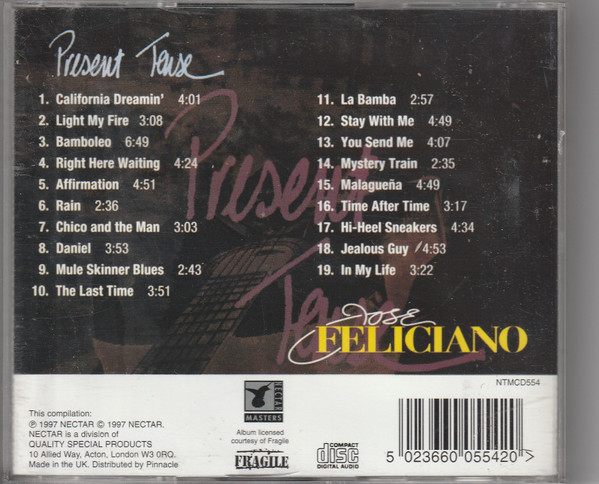 Present Tense
1. California Dreamin' 4:01
2. Light My Fire 3:08
3. Bamboleo 6:49
4. Right Here Waiting 4:24
5. Affirmation 4:51
6. Rain 2:36
7. Chico and the Man 3:03
8. Daniel 3:53
9. Mule Skinner Blues 2:43
10. The Last Time 3:51
11. La Bamba 2:57
12. Stay With Me 4:49
13. You Send Me 4:07
14. Mystery Train 2:35
15. Malagueña 4:49
16. Time After Time 3:17
17. Hi-Heel Sneakers 4:34
18. Jealous Guy 4:53
19. In My Life 3:22
Present
Tense
JOSE
FELICIANO
NTMCD554
This compilation:
℗ 1997 NECTAR © 1997 NECTAR.
NECTAR is a division of
QUALITY SPECIAL PRODUCTS
10 Allied Way, Acton, London W3 0RQ.
Made in the UK. Distributed by Pinnacle
MASTERS
Album licensed
courtesy of Fragile
FRAGILE
COMPACT
disc
DIGITAL AUDIO
5 023660 055420 >